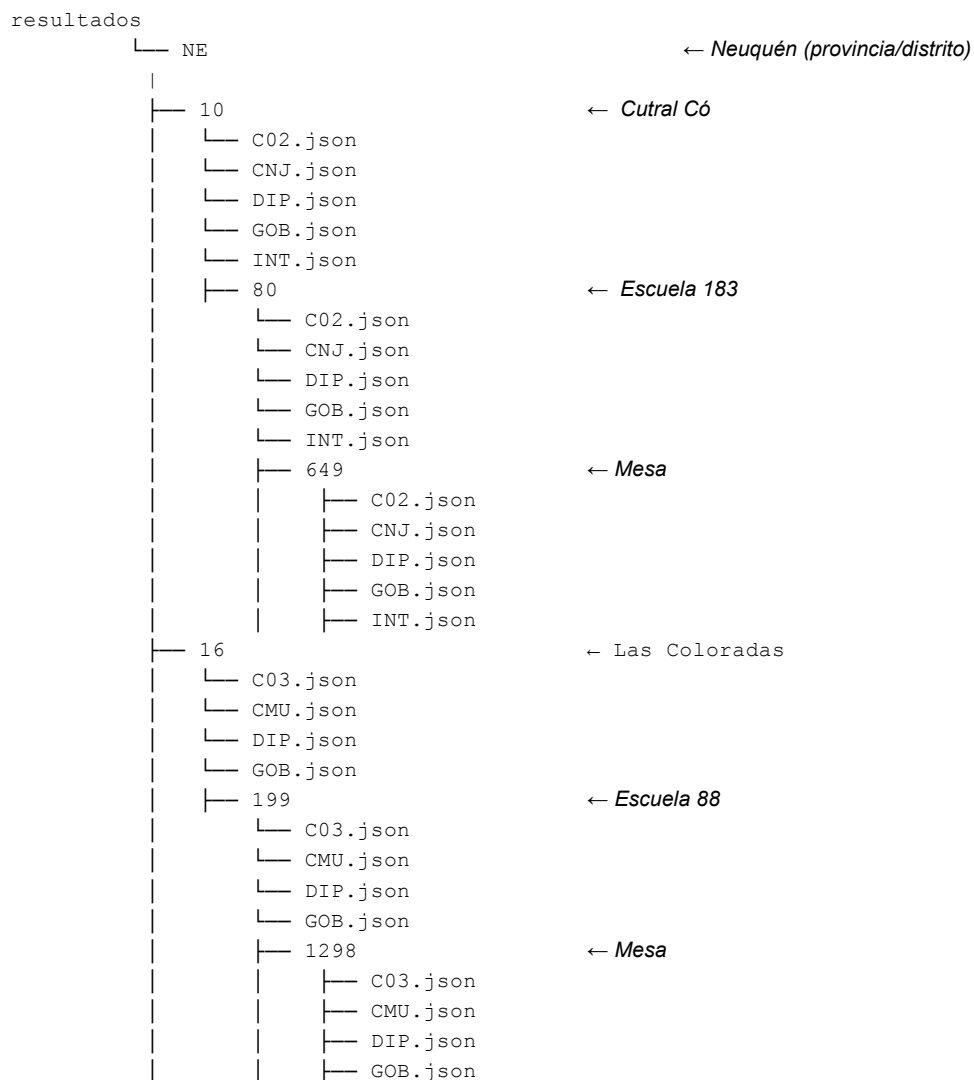 resultados
└── NE ← Neuquén (provincia/distrito)
|
├── 10 ← Cutral Có
│ └── C02.json
│ └── CNJ.json
│ └── DIP.json
│ └── GOB.json
│ └── INT.json
│ ├── 80 ← Escuela 183
│ └── C02.json
│ └── CNJ.json
│ └── DIP.json
│ └── GOB.json
│ └── INT.json
│ ├── 649 ← Mesa
│ │ ├── C02.json
│ │ ├── CNJ.json
│ │ ├── DIP.json
│ │ ├── GOB.json
│ │ ├── INT.json
├── 16 ← Las Coloradas
│ └── C03.json
│ └── CMU.json
│ └── DIP.json
│ └── GOB.json
│ ├── 199 ← Escuela 88
│ └── C03.json
│ └── CMU.json
│ └── DIP.json
│ └── GOB.json
│ ├── 1298 ← Mesa
│ │ ├── C03.json
│ │ ├── CMU.json
│ │ ├── DIP.json
│ │ ├── GOB.json